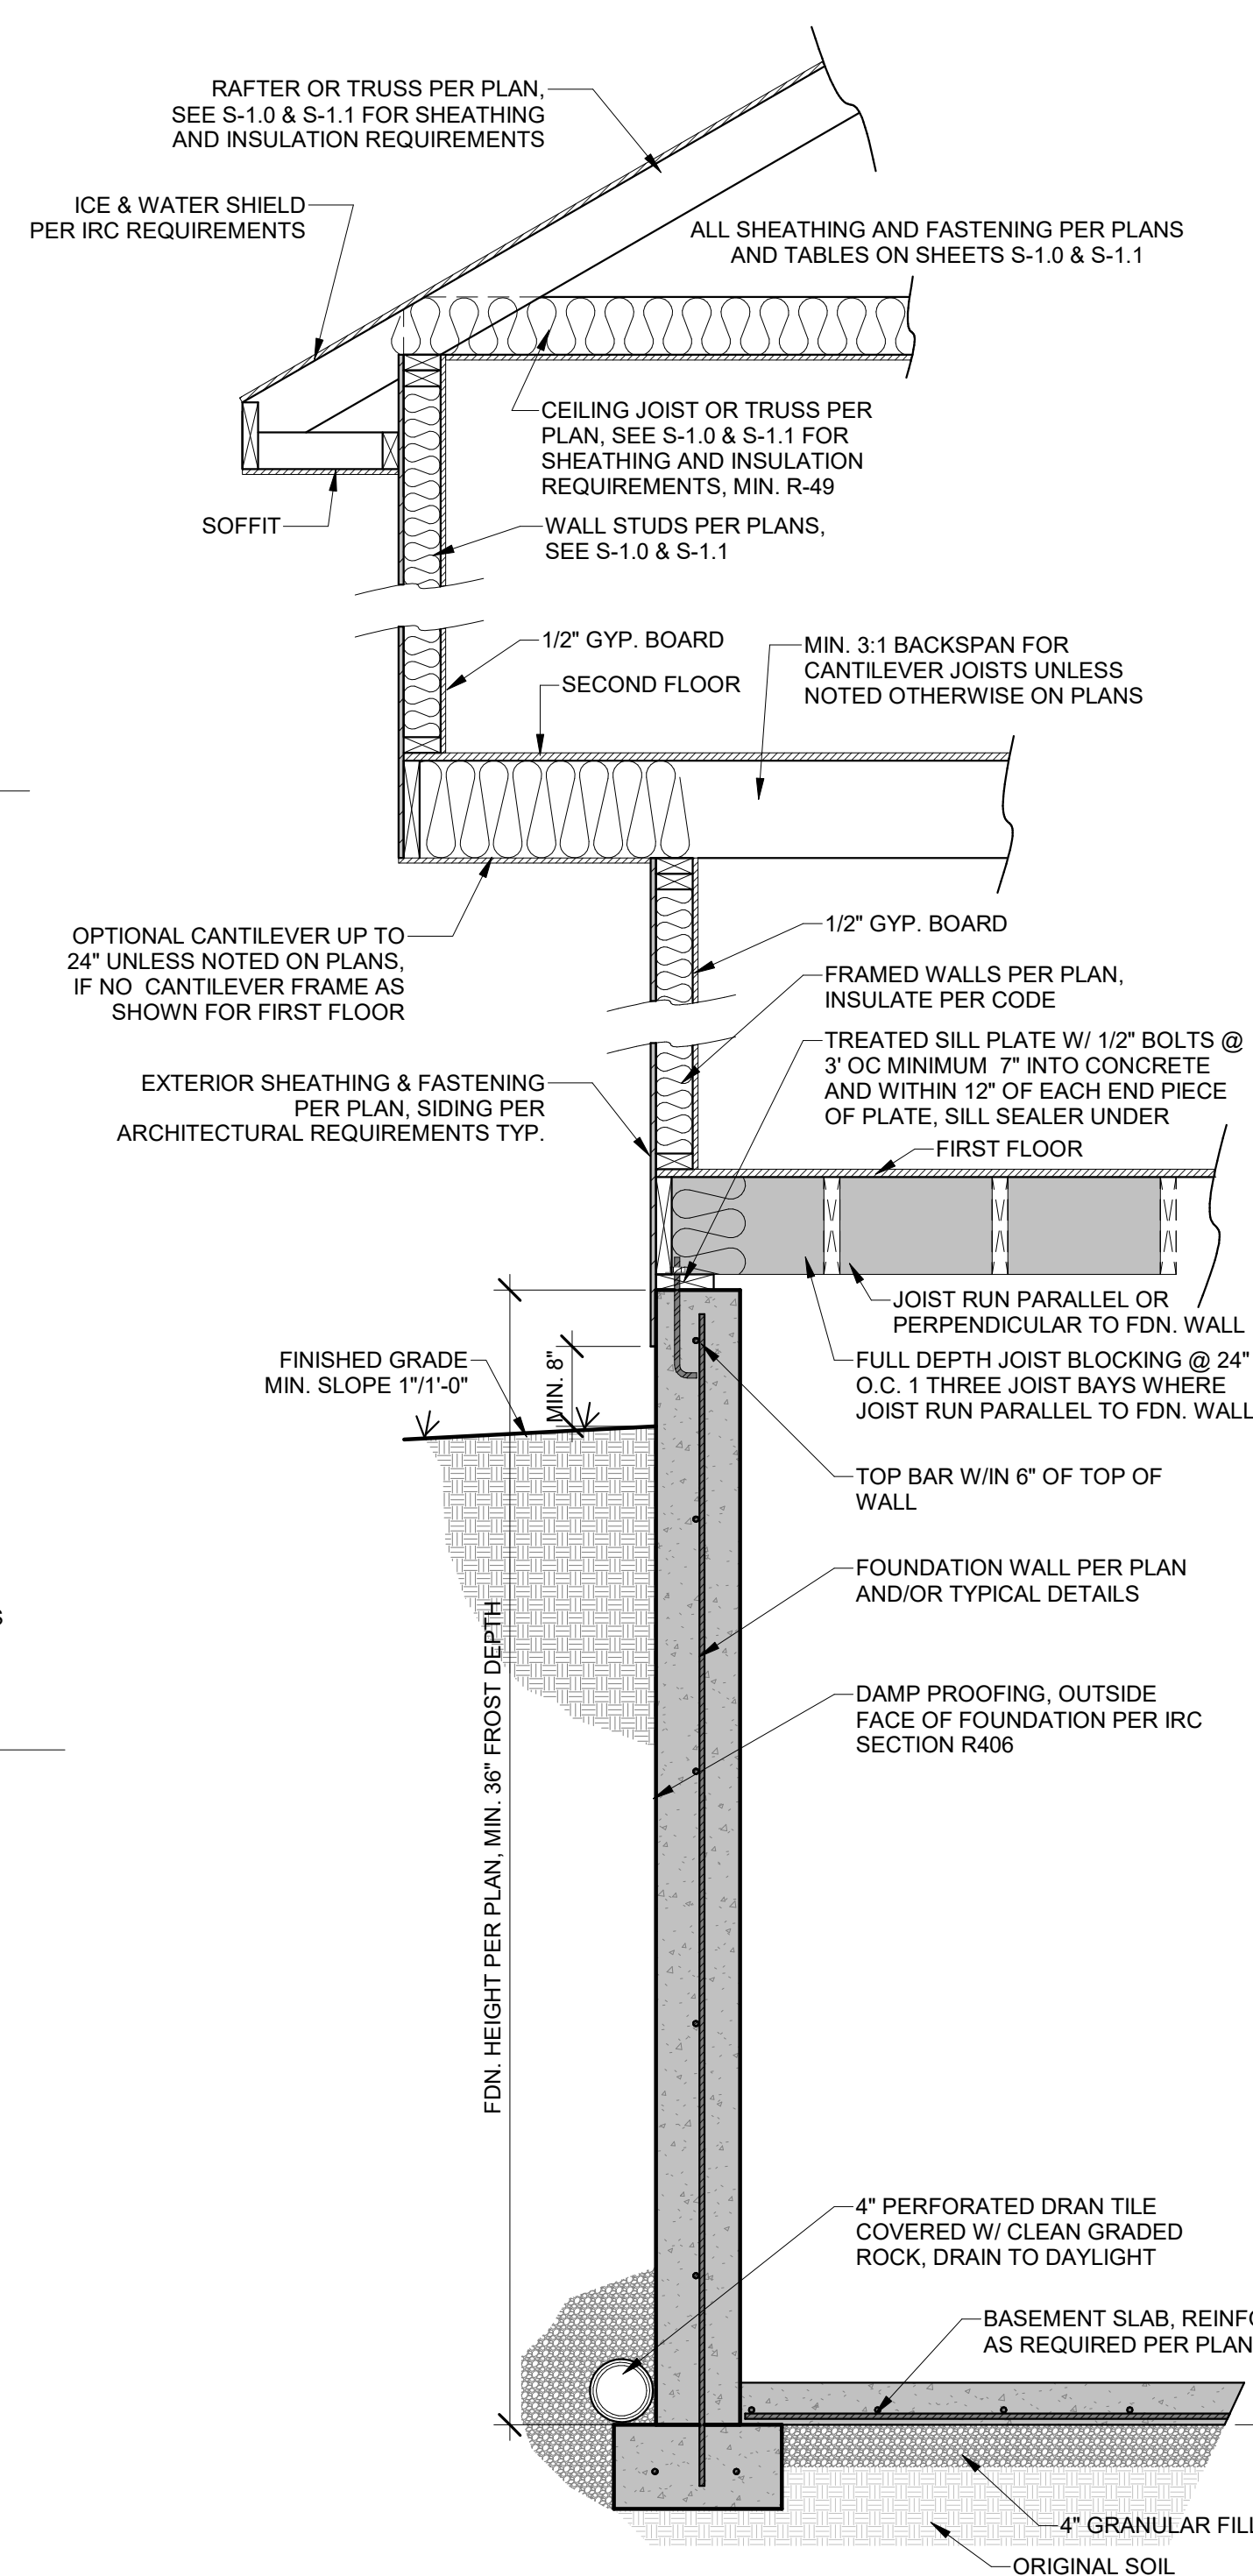 RAFTER OR TRUSS PER PLAN,
SEE S-1.0 & S-1.1 FOR SHEATHING
AND INSULATION REQUIREMENTS
ICE & WATER SHIELD
PER IRC REQUIREMENTS
ALL SHEATHING AND FASTENING PER PLANS
AND TABLES ON SHEETS S-1.0 & S-1.1
CEILING JOIST OR TRUSS PER
PLAN, SEE S-1.0 & S-1.1 FOR
SHEATHING AND INSULATION
REQUIREMENTS, MIN. R-49
SOFFIT
WALL STUDS PER PLANS,
SEE S-1.0 & S-1.1
1/2" GYP. BOARD
SECOND FLOOR
MIN. 3:1 BACKSPAN FOR
CANTILEVER JOISTS UNLESS
NOTED OTHERWISE ON PLANS
OPTIONAL CANTILEVER UP TO
24" UNLESS NOTED ON PLANS,
IF NO CANTILEVER FRAME AS
SHOWN FOR FIRST FLOOR
1/2" GYP. BOARD
FRAMED WALLS PER PLAN,
INSULATE PER CODE
TREATED SILL PLATE W/ 1/2" BOLTS @
3' OC MINIMUM 7" INTO CONCRETE
AND WITHIN 12" OF EACH END PIECE
OF PLATE, SILL SEALER UNDER
EXTERIOR SHEATHING & FASTENING
PER PLAN, SIDING PER
ARCHITECTURAL REQUIREMENTS TYP.
FIRST FLOOR
JOIST RUN PARALLEL OR
PERPENDICULAR TO FDN. WALL
FINISHED GRADE
MIN. SLOPE 1"/1'-0"
MIN. 8"
FULL DEPTH JOIST BLOCKING @ 24"
O.C. 1 THREE JOIST BAYS WHERE
JOIST RUN PARALLEL TO FDN. WALL
TOP BAR W/IN 6" OF TOP OF
WALL
FOUNDATION WALL PER PLAN
AND/OR TYPICAL DETAILS
S
DAMP PROOFING, OUTSIDE
FACE OF FOUNDATION PER IRC
SECTION R406
FDN. HEIGHT PER PLAN, MIN. 36" FROST DEPTH
4" PERFORATED DRAN TILE
COVERED W/ CLEAN GRADED
ROCK, DRAIN TO DAYLIGHT
BASEMENT SLAB, REINFO
AS REQUIRED PER PLAN
4" GRANULAR FILL
ORIGINAL SOIL